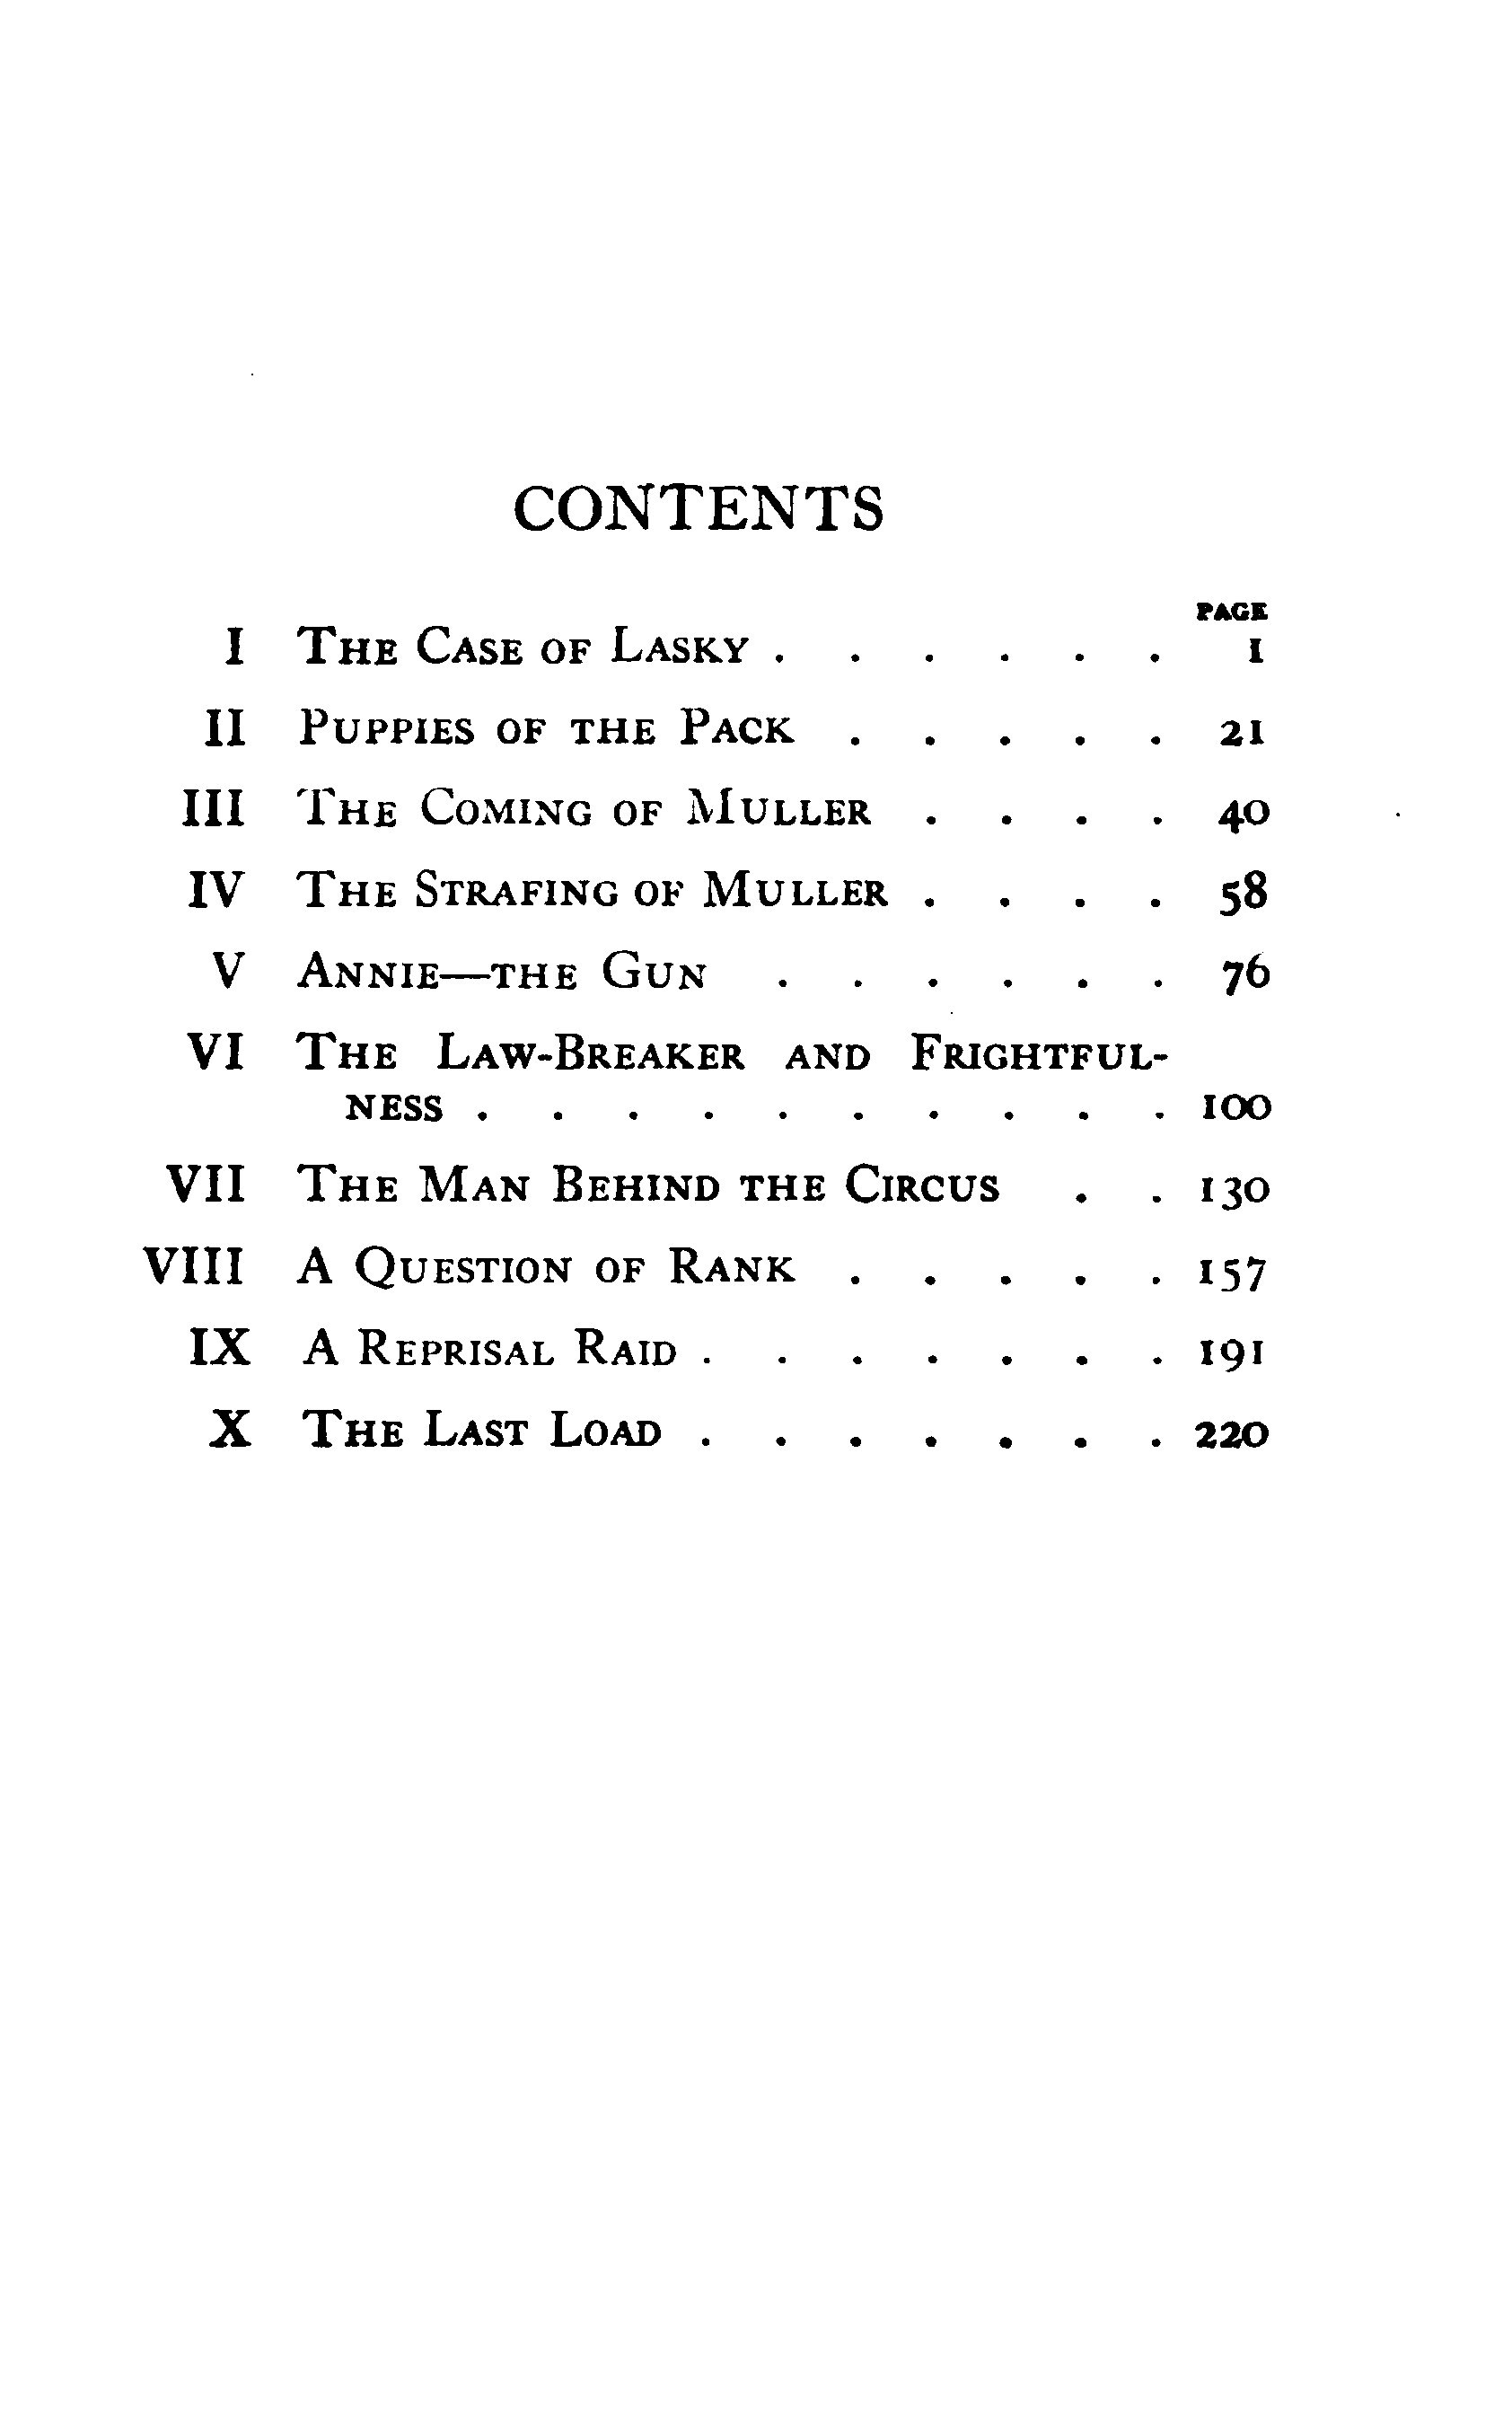 CONTENTS
PAGE
I The Case of Lasky . . . . . . 1
II Puppies of the Pack . . . . . 21
III The Coming of Muller . . . . 40
IV The Strafing of Muller . . . . 58
V Annie—the Gun . . . . . . 76
VI The Law-Breaker and Frightful-
ness . . . . . . . . . . 100
VII The Man Behind the Circus . . 130
VIII A Question of Rank . . . . . 157
IX A Reprisal Raid . . . . . . . 191
X The Last Load . . . . . . . 220